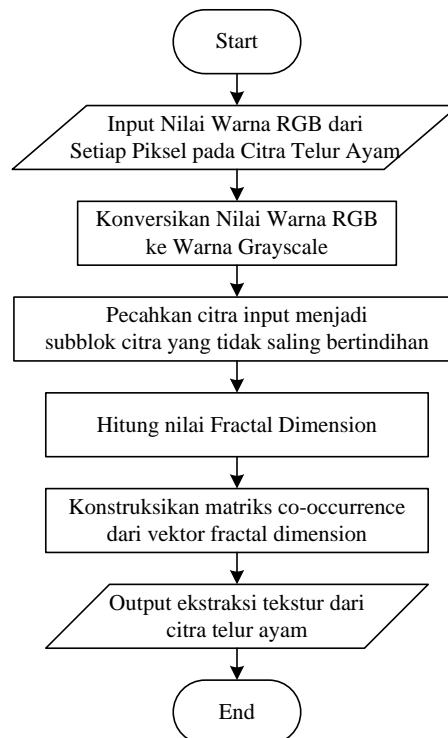 Start
Input Nilai Warna RGB dari
Setiap Piksel pada Citra Telur Ayam
Konversikan Nilai Warna RGB
ke Warna Grayscale
Pecahkan citra input menjadi
subblok citra yang tidak saling bertindihan
Hitung nilai Fractal Dimension
Konstruksikan matriks co-occurrence
dari vektor fractal dimension
Output ekstraksi tekstur dari
citra telur ayam
End